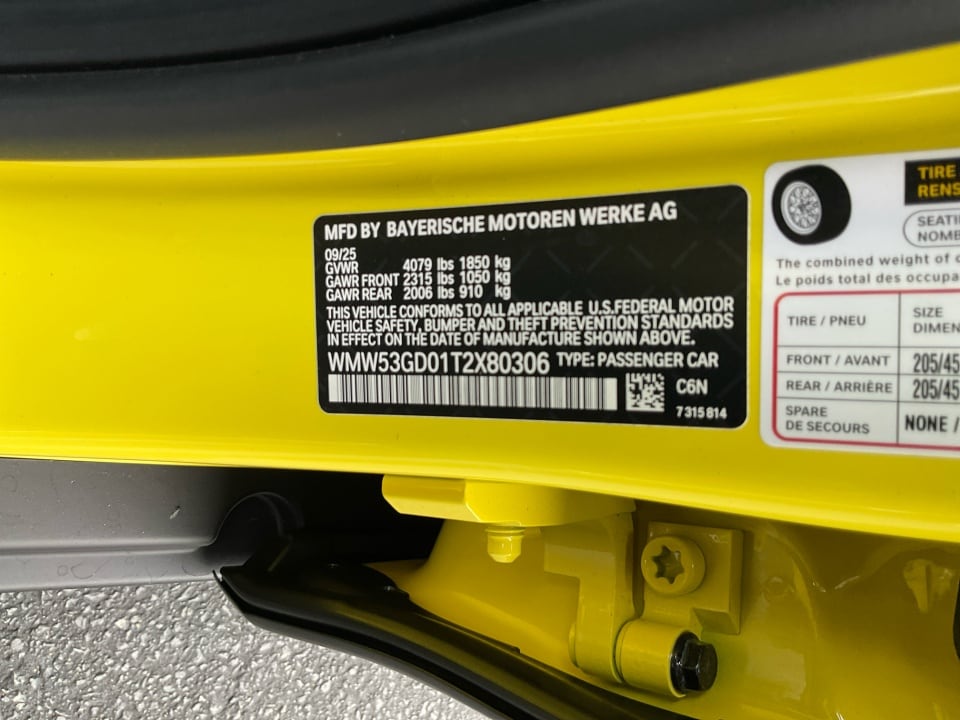 MFD BY BAYERISCHE MOTOREN WERKE AG
09/25
GVWR 4079 lbs 1850 kg
GAWR FRONT 2315 lbs 1050 kg
GAWR REAR 2006 lbs 910 kg
THIS VEHICLE CONFORMS TO ALL APPLICABLE U.S.FEDERAL MOTOR
VEHICLE SAFETY, BUMPER AND THEFT PREVENTION STANDARDS
IN EFFECT ON THE DATE OF MANUFACTURE SHOWN ABOVE.
WMW53GD01T2X80306 TYPE: PASSENGER CAR
C6N
7315814
TIRE
RENS
SEATI
NOMB
The combined weight of
Le poids total des occupa
TIRE / PNEU SIZE
DIMEN
FRONT / AVANT 205/45
REAR / ARRIÈRE 205/45
SPARE
DE SECOURS NONE /